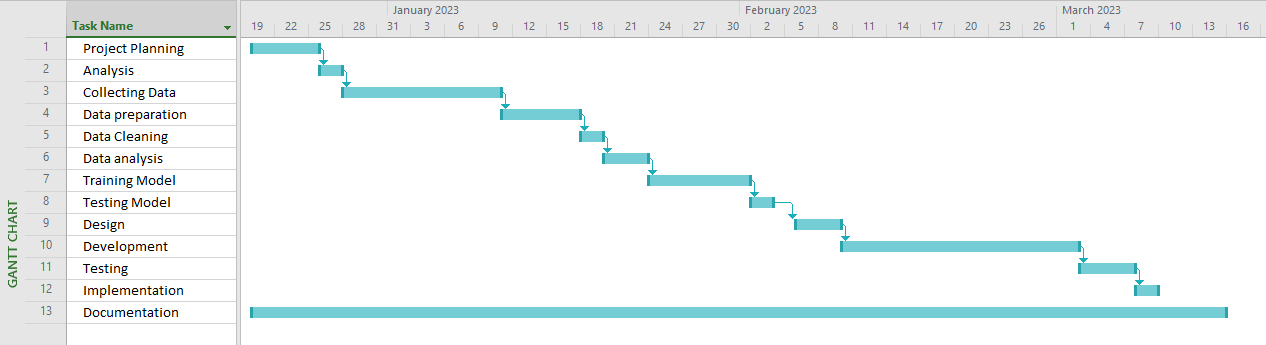 January 2023 February 2023 March 2023
Task Name 19 22 25 28 31 3 6 9 12 15 18 21 24 27 30 2 5 8 11 14 17 20 23 26 1 4 7 10 13 16
1 Project Planning
2 Analysis
3 Collecting Data
4 Data preparation
5 Data Cleaning
6 Data analysis
7 Training Model
8 Testing Model
9 Design
10 Development
11 Testing
12 Implementation
13 Documentation
GANTT CHART